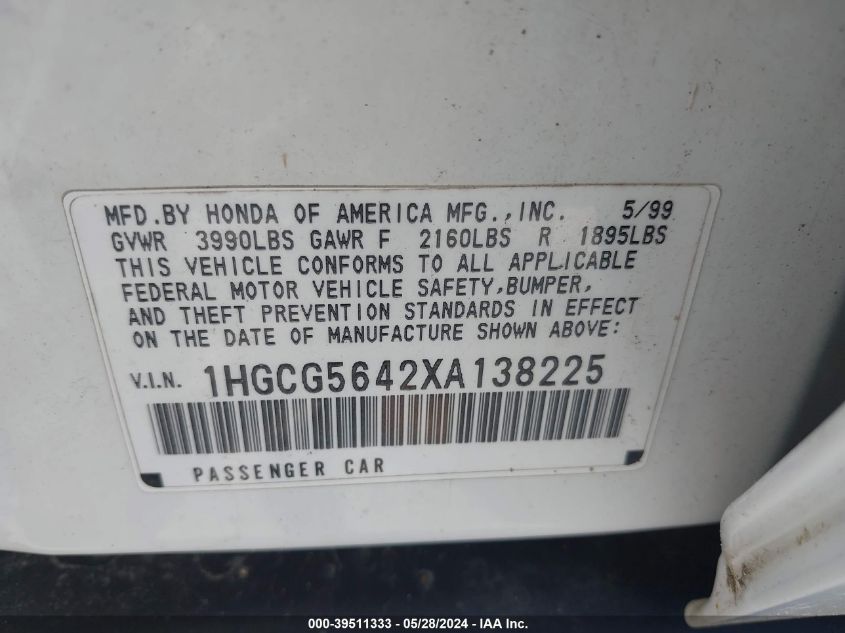 MFD.BY HONDA OF AMERICA MFG.,INC. 5/99
GVWR 3990LBS GAWR F 2160LBS R 1895LBS
THIS VEHICLE CONFORMS TO ALL APPLICABLE
FEDERAL MOTOR VEHICLE SAFETY,BUMPER,
AND THEFT PREVENTION STANDARDS IN EFFECT
ON THE DATE OF MANUFACTURE SHOWN ABOVE:
V.I.N. 1HGCG5642XA138225
PASSENGER CAR
000-39511333 - 05/28/2024 - IAA Inc.